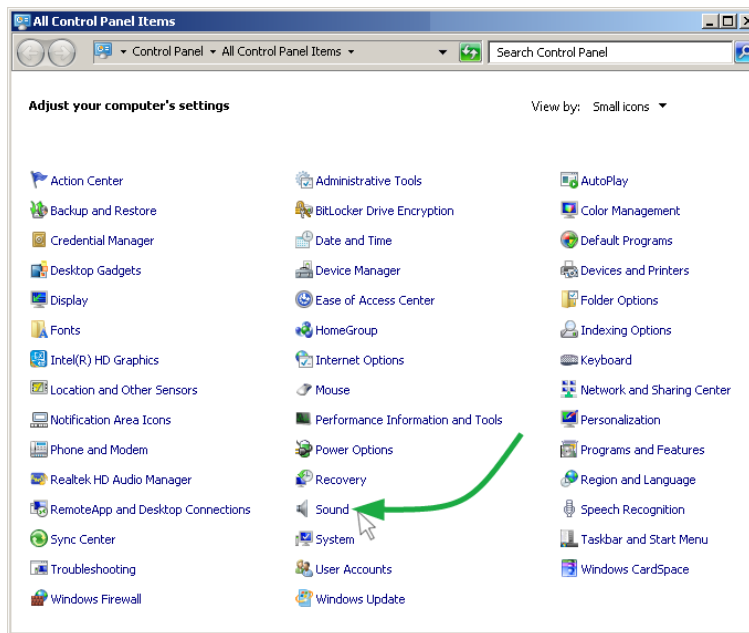 All Control Panel Items
Control Panel All Control Panel Items Search Control Panel
Adjust your computer's settings View by: Small icons
Action Center Administrative Tools AutoPlay
Backup and Restore BitLocker Drive Encryption Color Management
Credential Manager Date and Time Default Programs
Desktop Gadgets Device Manager Devices and Printers
Display Ease of Access Center Folder Options
Fonts HomeGroup Indexing Options
Intel(R) HD Graphics Internet Options Keyboard
Location and Other Sensors Mouse Network and Sharing Center
Notification Area Icons Performance Information and Tools Personalization
Phone and Modem Power Options Programs and Features
Realtek HD Audio Manager Recovery Region and Language
RemoteApp and Desktop Connections Sound Speech Recognition
Sync Center System Taskbar and Start Menu
Troubleshooting User Accounts Windows CardSpace
Windows Firewall Windows Update